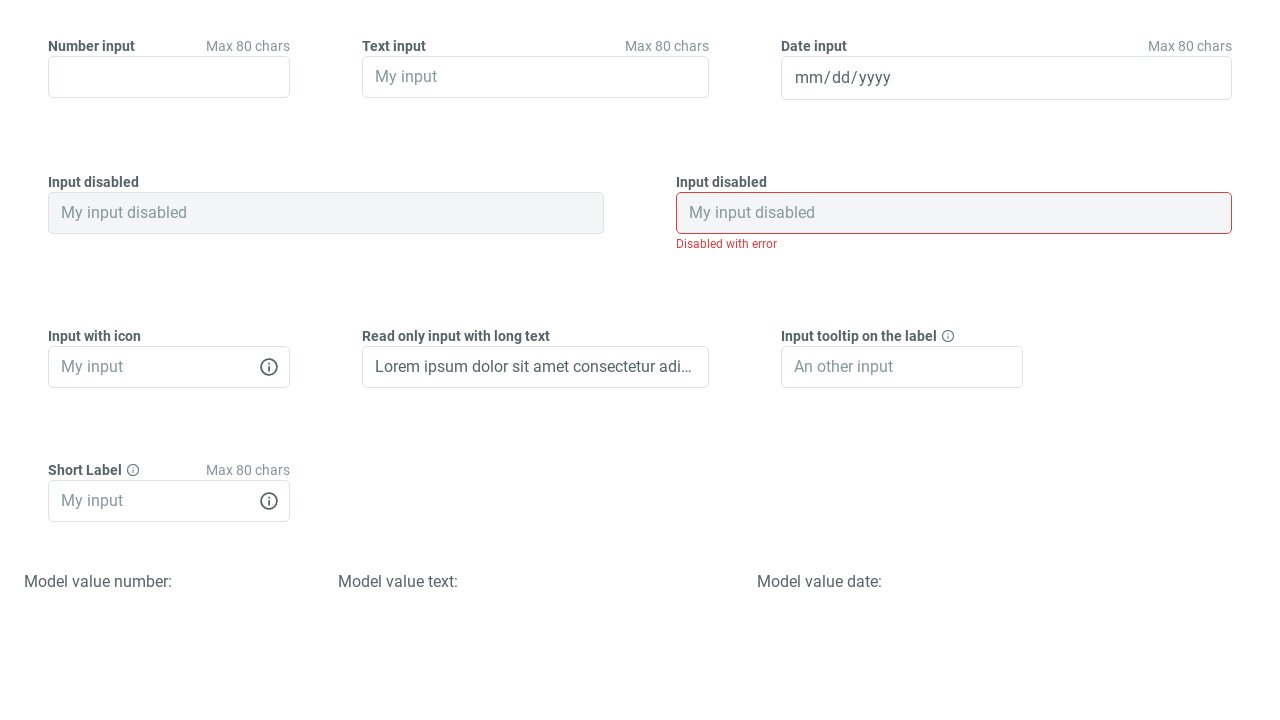 Number input Max 80 chars
Text input Max 80 chars
My input
Date input Max 80 chars
mm/dd/yyyy
Input disabled
My input disabled
Input disabled
My input disabled
Disabled with error
Input with icon
My input
Read only input with long text
Lorem ipsum dolor sit amet consectetur adi...
Input tooltip on the label
An other input
Short Label Max 80 chars
My input
Model value number:
Model value text:
Model value date: